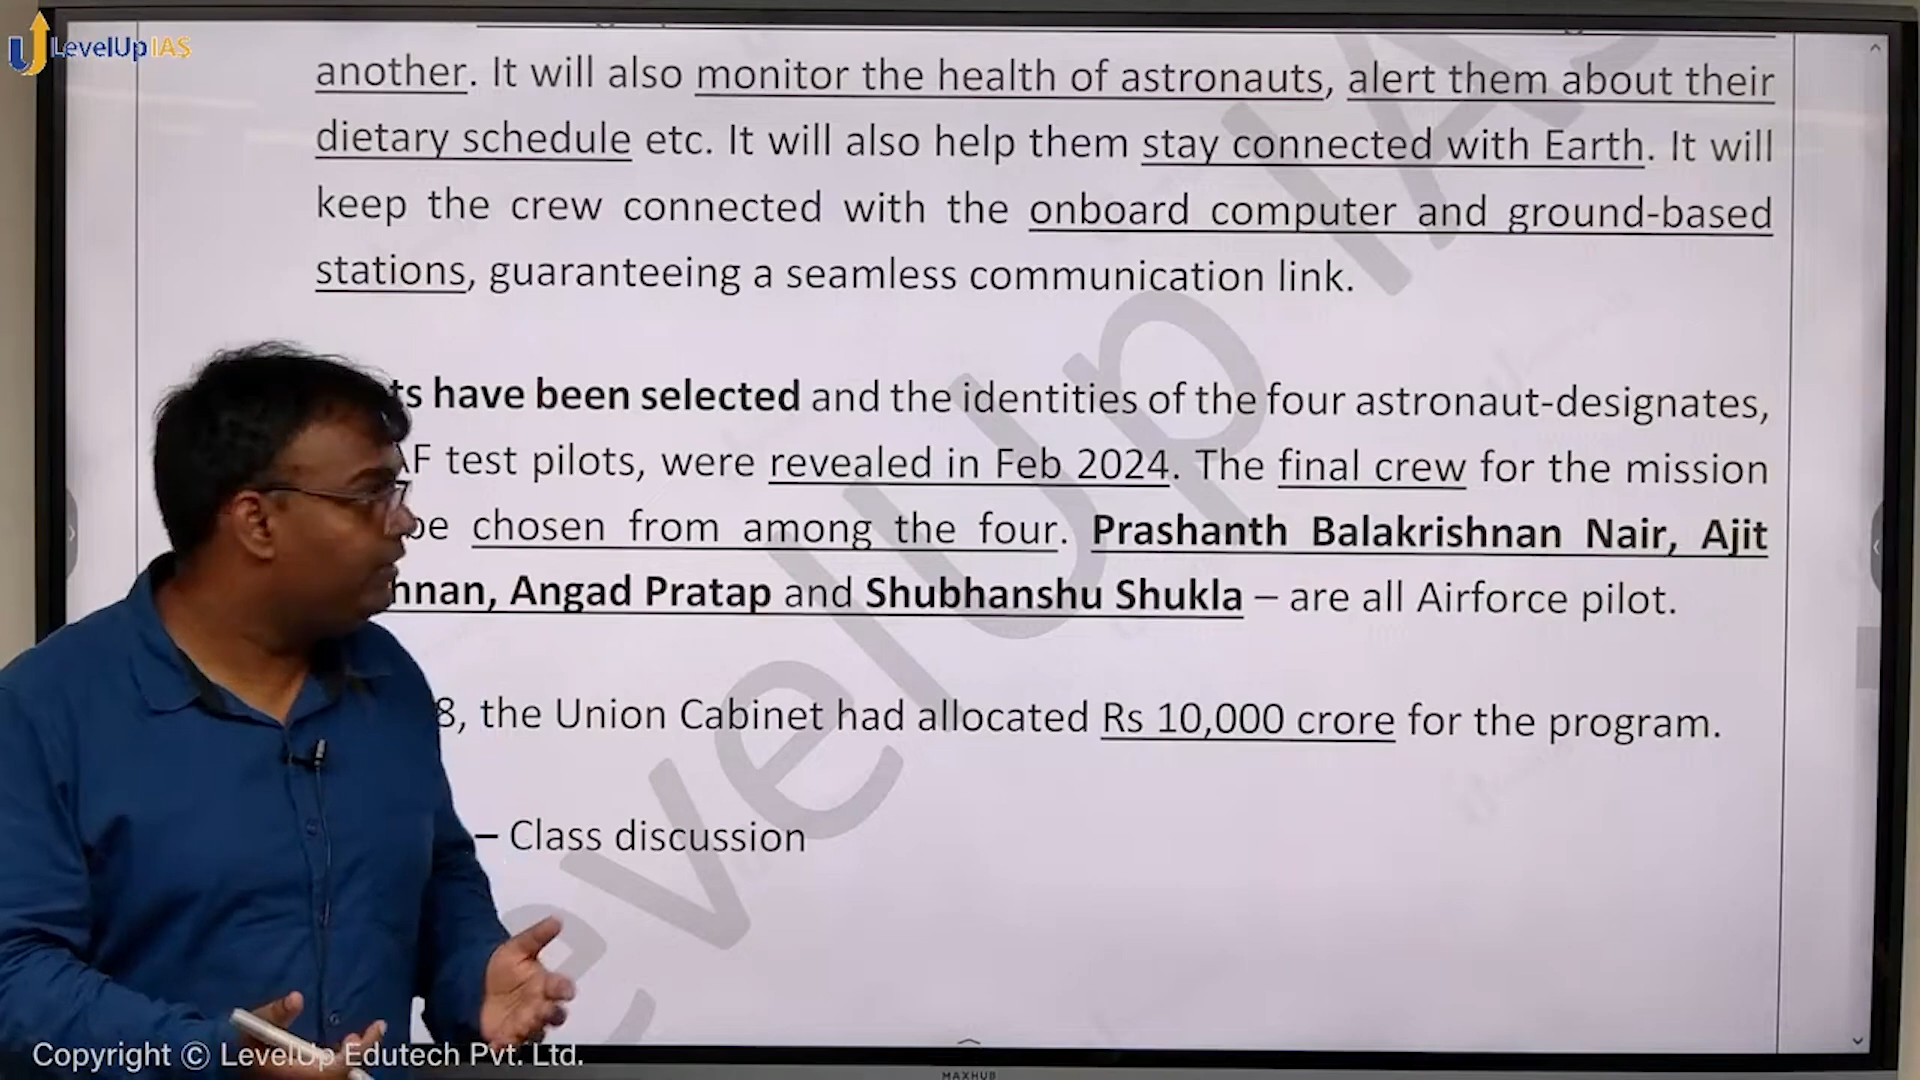 LevelUp IAS
another. It will also monitor the health of astronauts, alert them about their
dietary schedule etc. It will also help them stay connected with Earth. It will
keep the crew connected with the onboard computer and ground-based
stations, guaranteeing a seamless communication link.
ts have been selected and the identities of the four astronaut-designates,
AF test pilots, were revealed in Feb 2024. The final crew for the mission
be chosen from among the four. Prashanth Balakrishnan Nair, Ajit
hnan, Angad Pratap and Shubhanshu Shukla – are all Airforce pilot.
8, the Union Cabinet had allocated Rs 10,000 crore for the program.
– Class discussion
LevelUp IAS
Copyright © LevelUp Edutech Pvt. Ltd.
MAXHUB